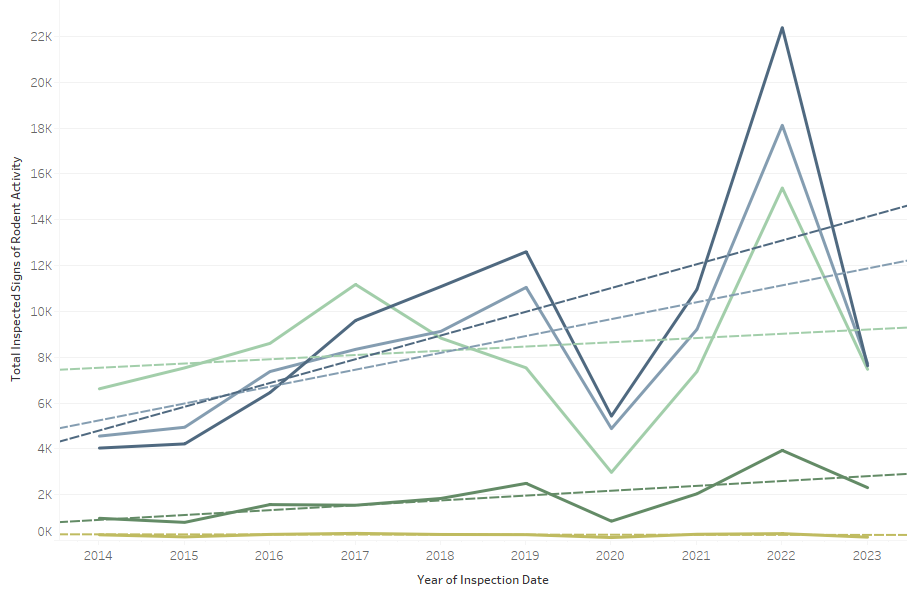 22K
20K
18K
16K
14K
12K
10K
8K
6K
4K
2K
0K
Total Inspected Signs of Rodent Activity
2014 2015 2016 2017 2018 2019 2020 2021 2022 2023
Year of Inspection Date